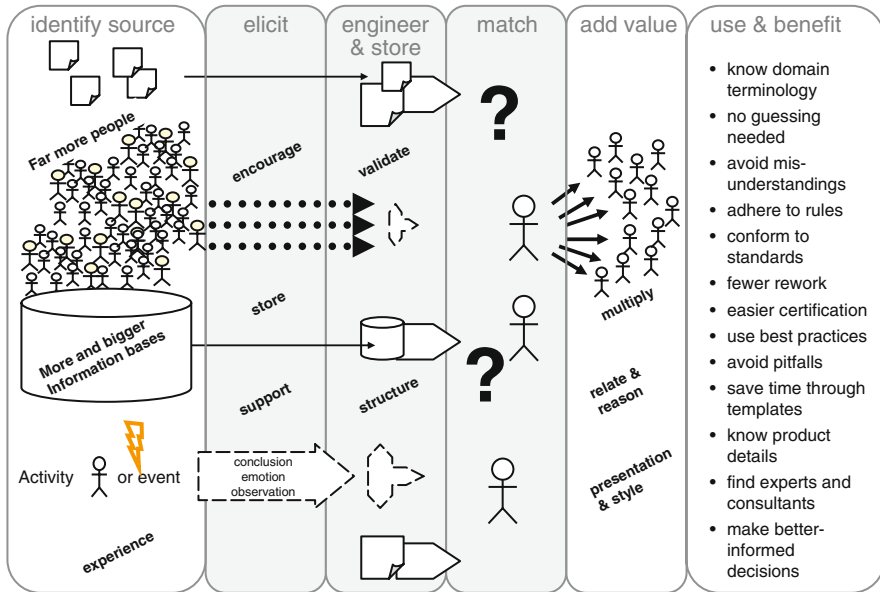 identify source
elicit
engineer
& store
match
add value
use & benefit
Far more people
encourage
validate
?
store
multiply
More and bigger
Information bases
?
support
structure
relate &
reason
Activity
or event
conclusion
emotion
observation
presentation
& style
experience
• know domain
terminology
• no guessing
needed
• avoid mis-
understandings
• adhere to rules
• conform to
standards
• fewer rework
• easier certification
• use best practices
• avoid pitfalls
• save time through
templates
• know product
details
• find experts and
consultants
• make better-
informed
decisions